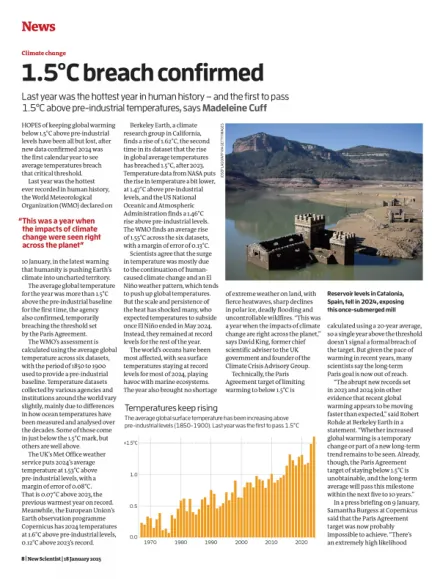 News
Climate change
1.5°C breach confirmed
Last year was the hottest year in human history – and the first to pass
1.5°C above pre-industrial temperatures, says Madeleine Cuff
HOPES of keeping global warming
below 1.5°C above pre-industrial
levels have been all but lost, after
new data confirmed 2024 was
the first calendar year to see
average temperatures breach
that critical threshold.
Last year was the hottest
ever recorded in human history,
the World Meteorological
Organization (WMO) declared on
"This was a year when
the impacts of climate
change were seen right
across the planet"
10 January, in the latest warning
that humanity is pushing Earth's
climate into uncharted territory.
The average global temperature
for the year was more than 1.5°C
above the pre-industrial baseline
for the first time, the agency
also confirmed, temporarily
breaching the threshold set
by the Paris Agreement.
The WMO's assessment is
calculated using the average global
temperature across six datasets,
with the period of 1850 to 1900
used to provide a pre-industrial
baseline. Temperature datasets
collected by various agencies and
institutions around the world vary
slightly, mainly due to differences
in how ocean temperatures have
been measured and analysed over
the decades. Some of those come
in just below the 1.5°C mark, but
others are well above.
The UK's Met Office weather
service puts 2024's average
temperature at 1.53°C above
pre-industrial levels, with a
margin of error of 0.08°C.
That is 0.07°C above 2023, the
previous warmest year on record.
Meanwhile, the European Union's
Earth observation programme
Copernicus has 2024 temperatures
at 1.6°C above pre-industrial levels,
0.12°C above 2023's record.
Berkeley Earth, a climate
research group in California,
finds a rise of 1.62°C, the second
time in its dataset that the rise
in global average temperatures
has breached 1.5°C, after 2023.
Temperature data from NASA puts
the rise in temperature a bit lower,
at 1.47°C above pre-industrial
levels, and the US National
Oceanic and Atmospheric
Administration finds a 1.46°C
rise above pre-industrial levels.
The WMO finds an average rise
of 1.55°C across the six datasets,
with a margin of error of 0.13°C.
Scientists agree that the surge
in temperature was mostly due
to the continuation of human-
caused climate change and an El
Niño weather pattern, which tends
to push up global temperatures.
But the scale and persistence of
the heat has shocked many, who
expected temperatures to subside
once El Niño ended in May 2024.
Instead, they remained at record
levels for the rest of the year.
The world's oceans have been
most affected, with sea surface
temperatures staying at record
levels for most of 2024, playing
havoc with marine ecosystems.
The year also brought no shortage
of extreme weather on land, with
fierce heatwaves, sharp declines
in polar ice, deadly flooding and
uncontrollable wildfires. "This was
a year when the impacts of climate
change are right across the planet,"
says David King, former chief
scientific adviser to the UK
government and founder of the
Climate Crisis Advisory Group.
Technically, the Paris
Agreement target of limiting
warming to below 1.5°C is
Reservoir levels in Catalonia,
Spain, fell in 2024, exposing
this once-submerged mill
calculated using a 20-year average,
so a single year above the threshold
doesn't signal a formal breach of
the target. But given the pace of
warming in recent years, many
scientists say the long-term
Paris goal is now out of reach.
"The abrupt new records set
in 2023 and 2024 join other
evidence that recent global
warming appears to be moving
faster than expected," said Robert
Rohde at Berkeley Earth in a
statement. "Whether increased
global warming is a temporary
change or part of a new long-term
trend remains to be seen. Already,
though, the Paris Agreement
target of staying below 1.5°C is
unobtainable, and the long-term
average will pass this milestone
within the next five to 10 years."
In a press briefing on 9 January,
Samantha Burgess at Copernicus
said that the Paris Agreement
target was now probably
impossible to achieve. "There's
an extremely high likelihood
Temperatures keep rising
The average global surface temperature has been increasing above
pre-industrial levels (1850-1900). Last year was the first to pass 1.5°C
+1.5°C
1.0
0.5
0.0
1970 1980 1990 2000 2010 2020
8 | New Scientist | 18 January 2025